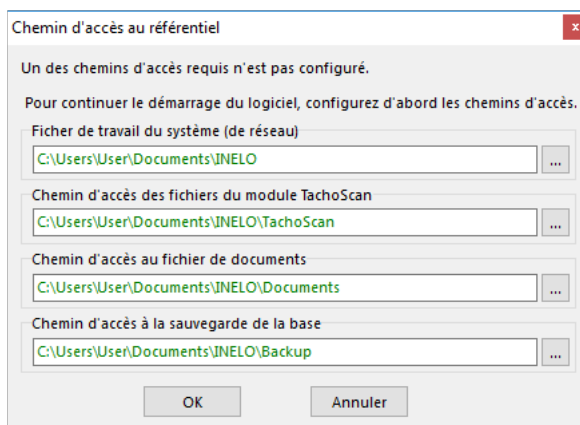 Chemin d'accès au référentiel
x
Un des chemins d'accès requis n'est pas configuré.
Pour continuer le démarrage du logiciel, configurez d'abord les chemins d'accès.
Ficher de travail du système (de réseau)
C:\Users\User\Documents\INELO
...
Chemin d'accès des fichiers du module TachoScan
C:\Users\User\Documents\INELO\TachoScan
...
Chemin d'accès au fichier de documents
C:\Users\User\Documents\INELO\Documents
...
Chemin d'accès à la sauvegarde de la base
C:\Users\User\Documents\INELO\Backup
...
OK Annuler